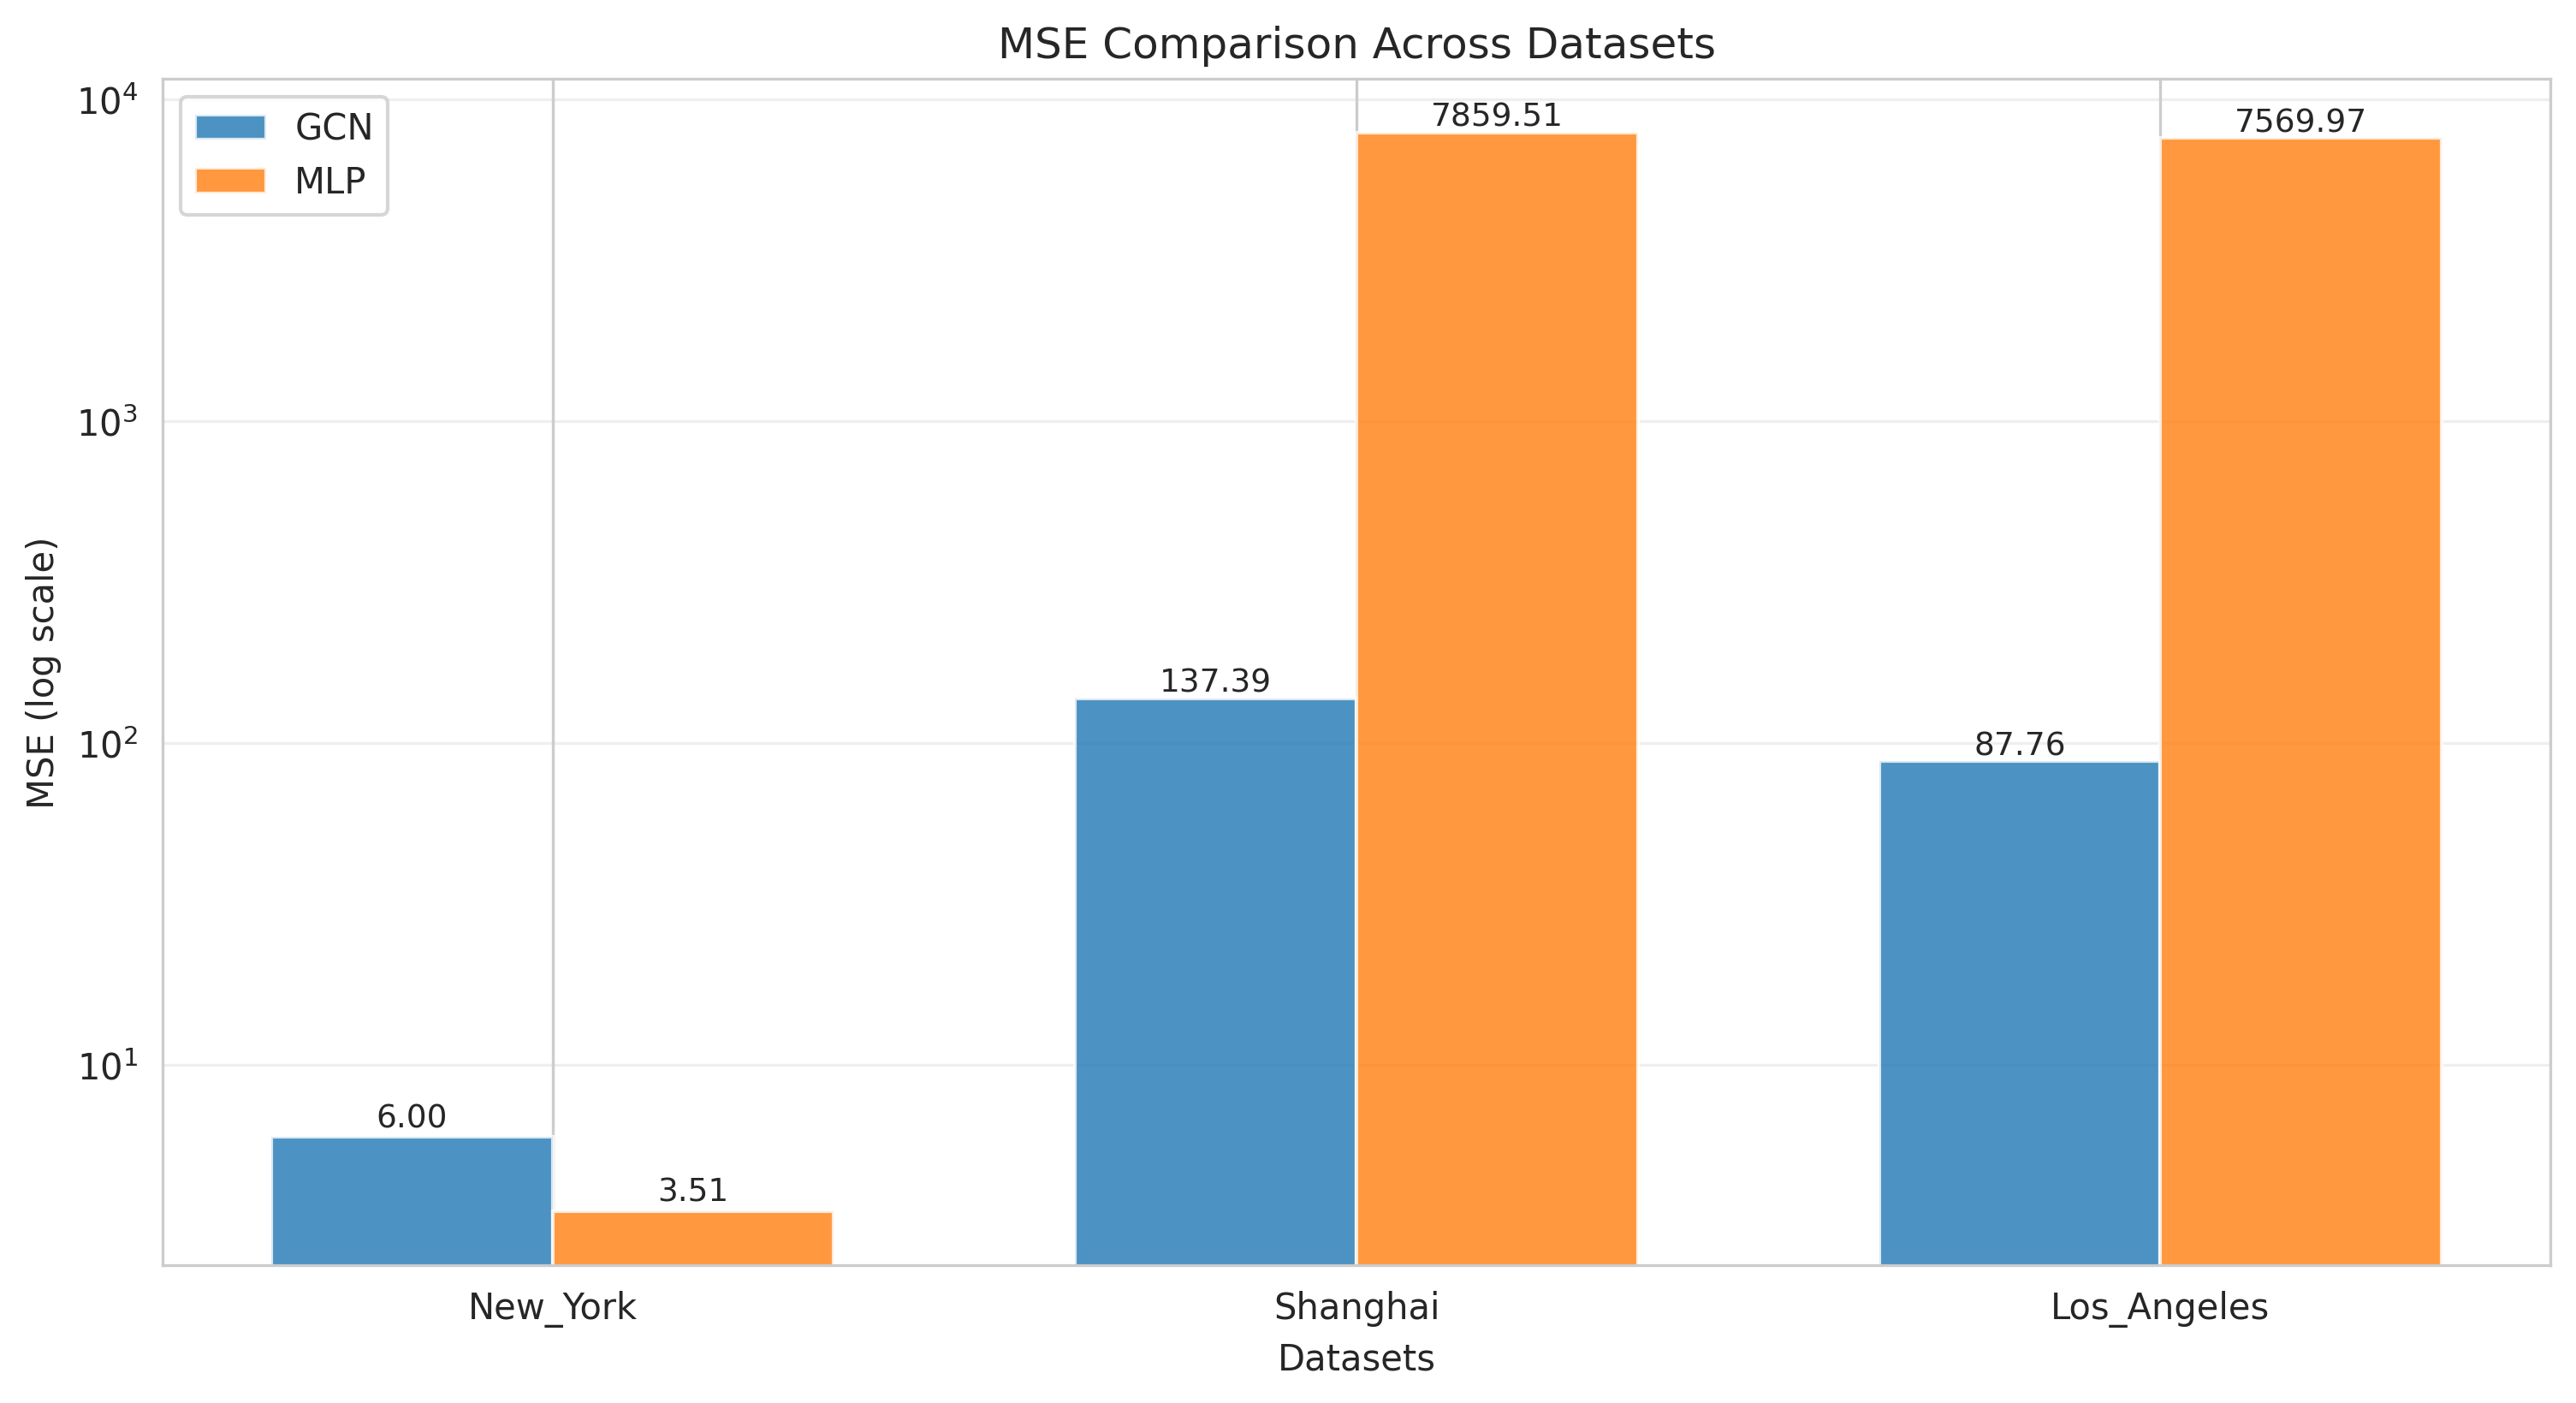 MSE Comparison Across Datasets
GCN
MLP
MSE (log scale)
10⁴
10³
10²
10¹
6.00
3.51
137.39
7859.51
87.76
7569.97
New_York
Shanghai
Los_Angeles
Datasets